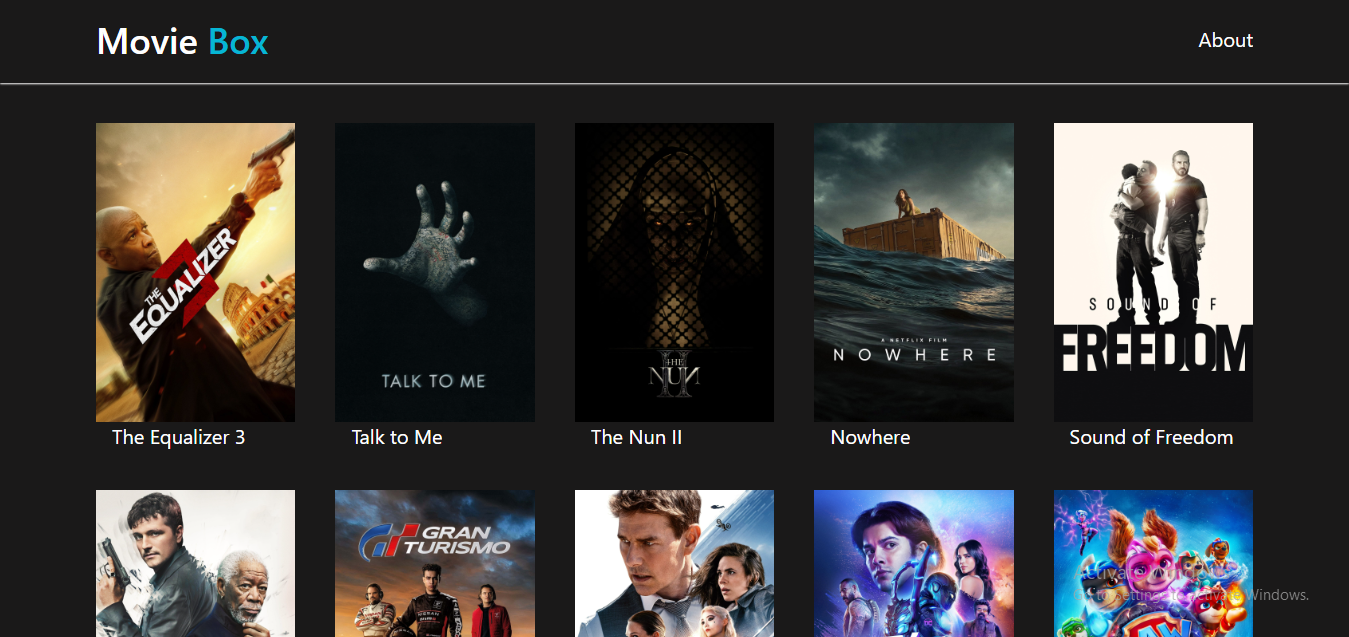 Movie Box
About
THE
EQUALIZER
3
TALK TO ME
THE
NUN
II
A NETFLIX FILM
NOWHERE
SOUND OF
FREEDOM
The Equalizer 3
Talk to Me
The Nun II
Nowhere
Sound of Freedom
GRAN
TURISMO
Activate Windows
Go to Settings to activate Windows.